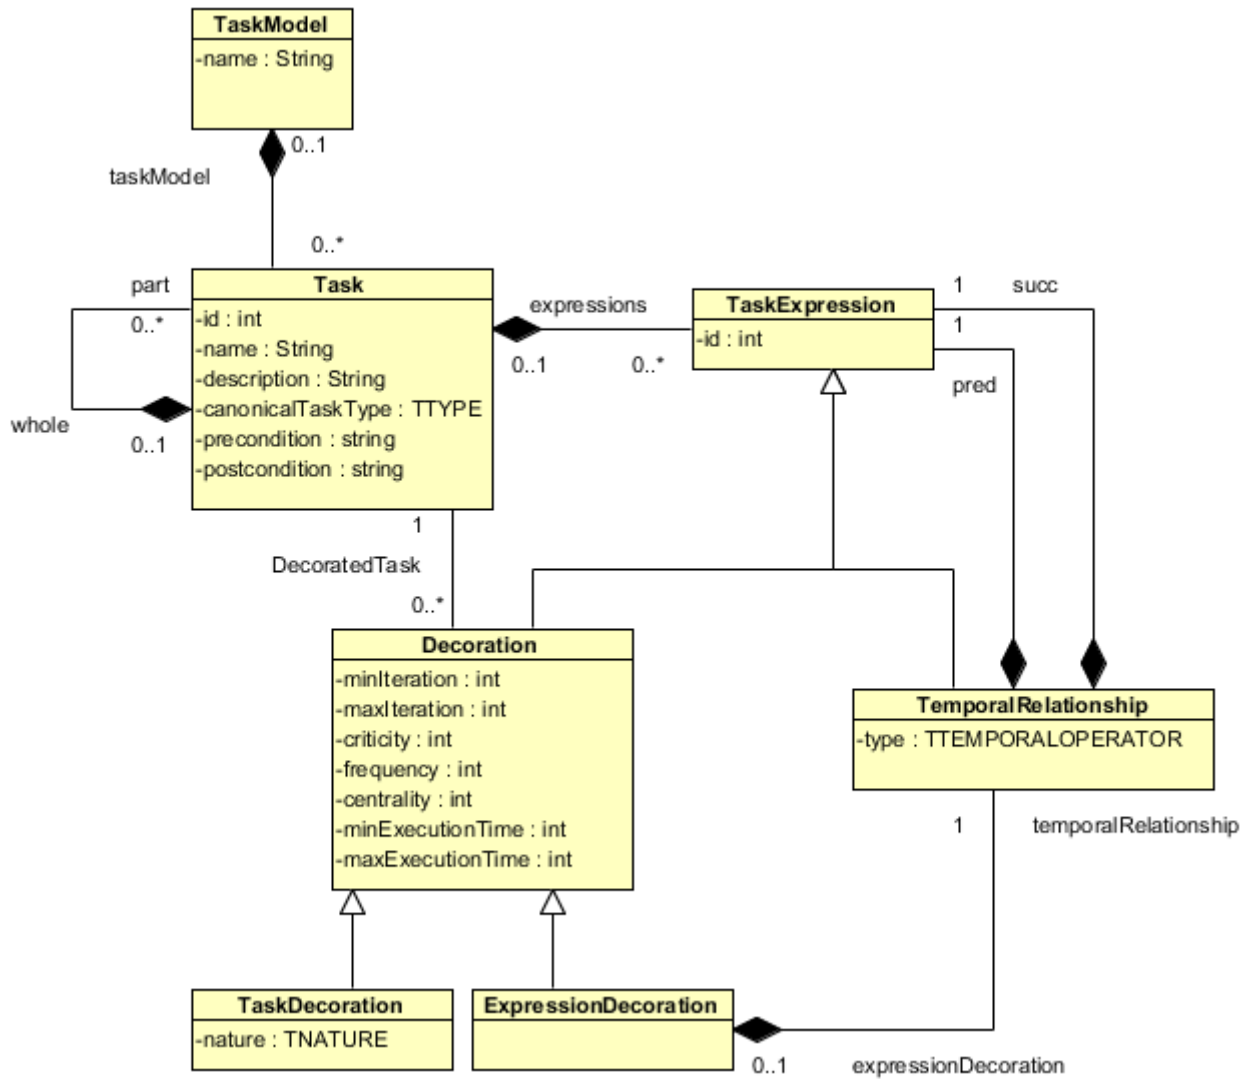 TaskModel
-name : String
0..1
taskModel
0..*
part
0..*
whole
0..1
Task
-id : int
-name : String
-description : String
-canonicalTaskType : TTYPE
-precondition : string
-postcondition : string
expressions
0..1
0..*
TaskExpression
-id : int
1
succ
1
pred
1
DecoratedTask
0..*
Decoration
-minIteration : int
-maxIteration : int
-criticity : int
-frequency : int
-centrality : int
-minExecutionTime : int
-maxExecutionTime : int
TemporalRelationship
-type : TTEMPORALOPERATOR
1
temporalRelationship
TaskDecoration
-nature : TNATURE
ExpressionDecoration
0..1
expressionDecoration